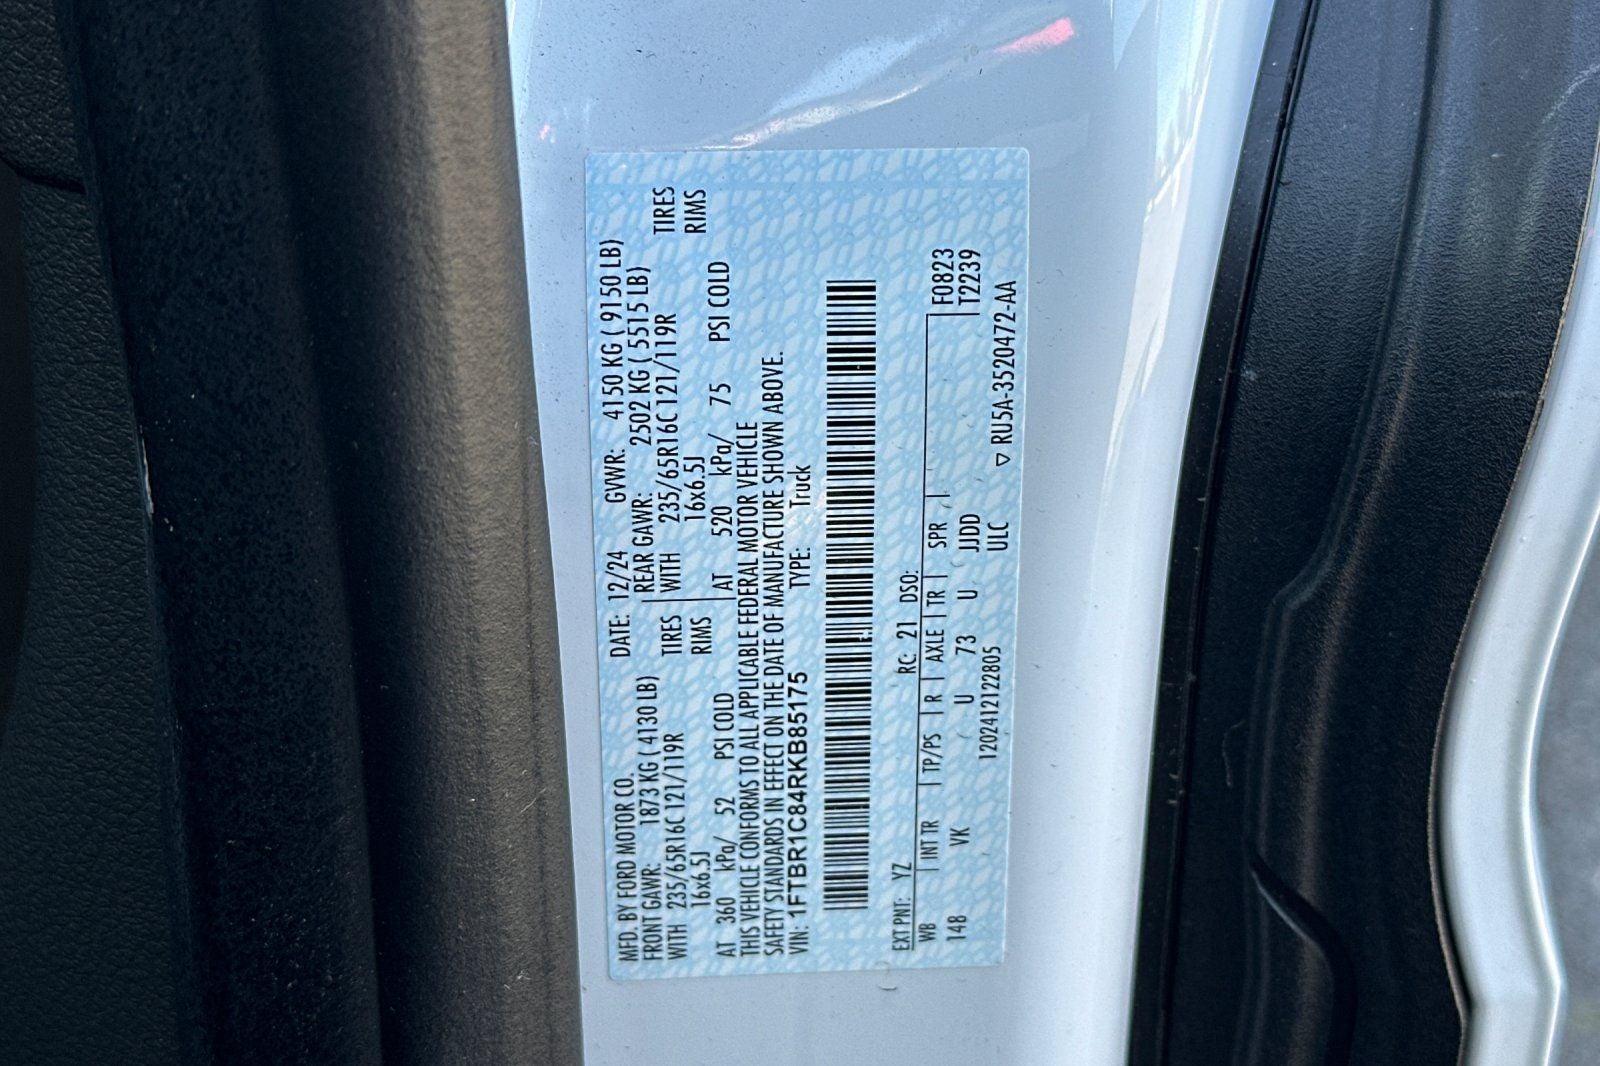 MFD. BY FORD MOTOR CO. DATE: 12/24 GVWR: 4150 KG ( 9150 LB)
FRONT GAWR: 1873 KG ( 4130 LB) REAR GAWR: 2502 KG ( 5515 LB)
WITH 235/65R16C 121/119R TIRES WITH 235/65R16C 121/119R TIRES
16x6.5J RIMS 16x6.5J RIMS
AT 360 kPa/ 52 PSI COLD AT 520 kPa/ 75 PSI COLD
THIS VEHICLE CONFORMS TO ALL APPLICABLE FEDERAL MOTOR VEHICLE
SAFETY STANDARDS IN EFFECT ON THE DATE OF MANUFACTURE SHOWN ABOVE.
VIN: 1FTBR1C84RKB85175 TYPE: Truck
EXT PNT: YZ RC: 21 DSO: F0823
WB INT TR TP/PS R AXLE TR SPR T2239
148 VK U 73 U JJDD
1202412122805 ULC ▽ RU5A-3520472-AA